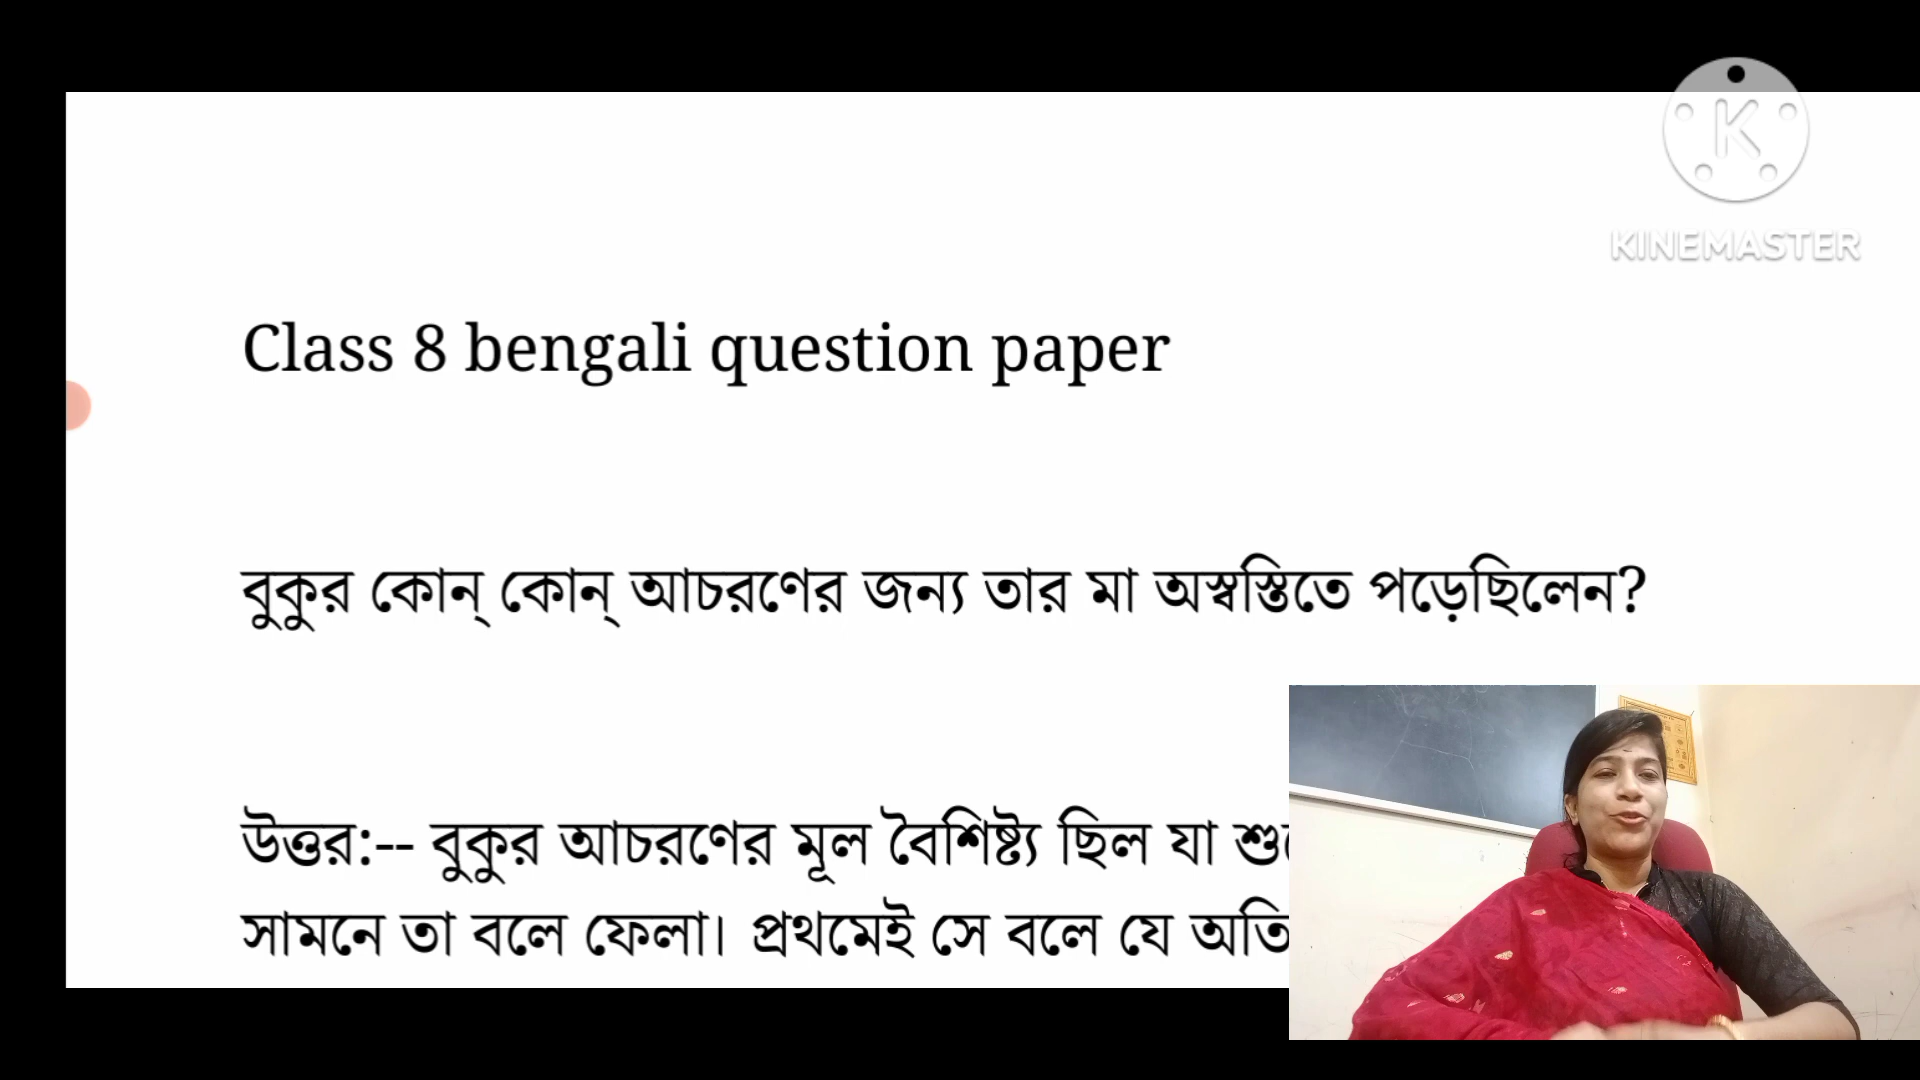 K
KINEMASTER
Class 8 bengali question paper
বুকুর কোন্ কোন্ আচরণের জন্য তার মা অস্বস্তিতে পড়েছিলেন?
উত্তর:-- বুকুর আচরণের মূল বৈশিষ্ট্য ছিল যা
সামনে তা বলে ফেলা। প্রথমেই সে বলে যে